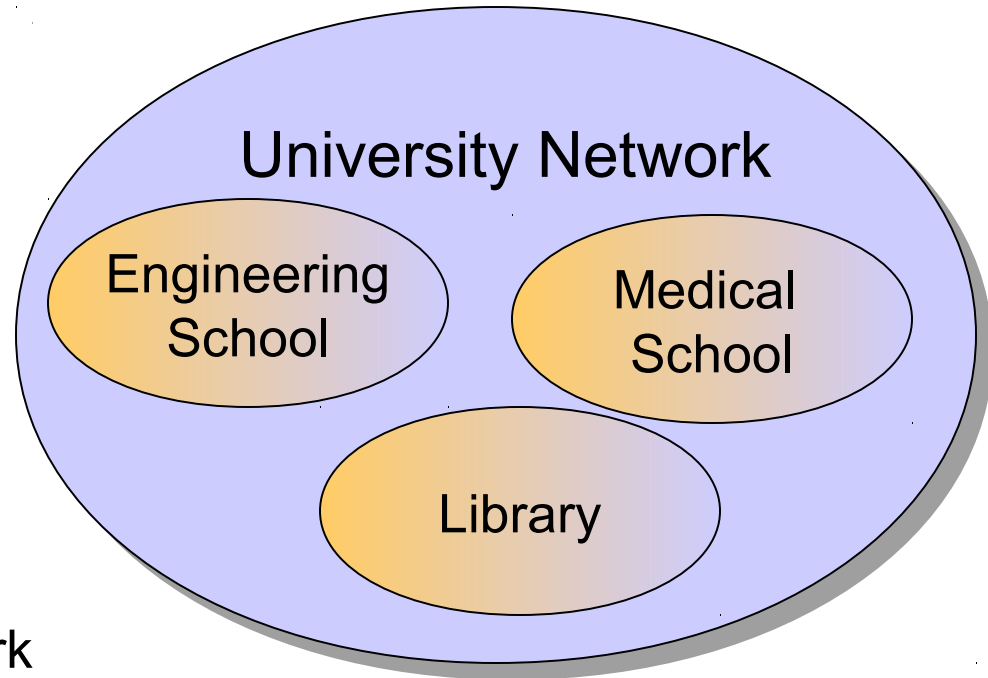 University Network
Engineering
School
Medical
School
Library
rk